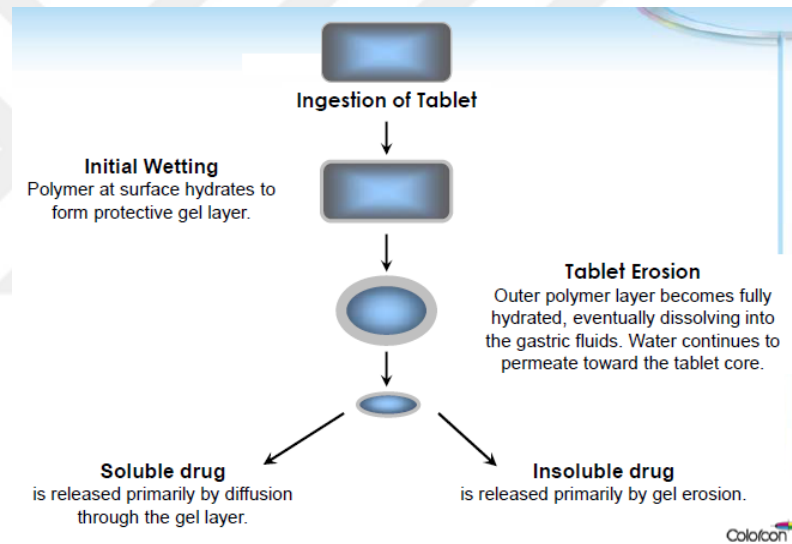 Ingestion of Tablet
Initial Wetting
Polymer at surface hydrates to
form protective gel layer.
Tablet Erosion
Outer polymer layer becomes fully
hydrated, eventually dissolving into
the gastric fluids. Water continues to
permeate toward the tablet core.
Soluble drug
is released primarily by diffusion
through the gel layer.
Insoluble drug
is released primarily by gel erosion.
Colorcon